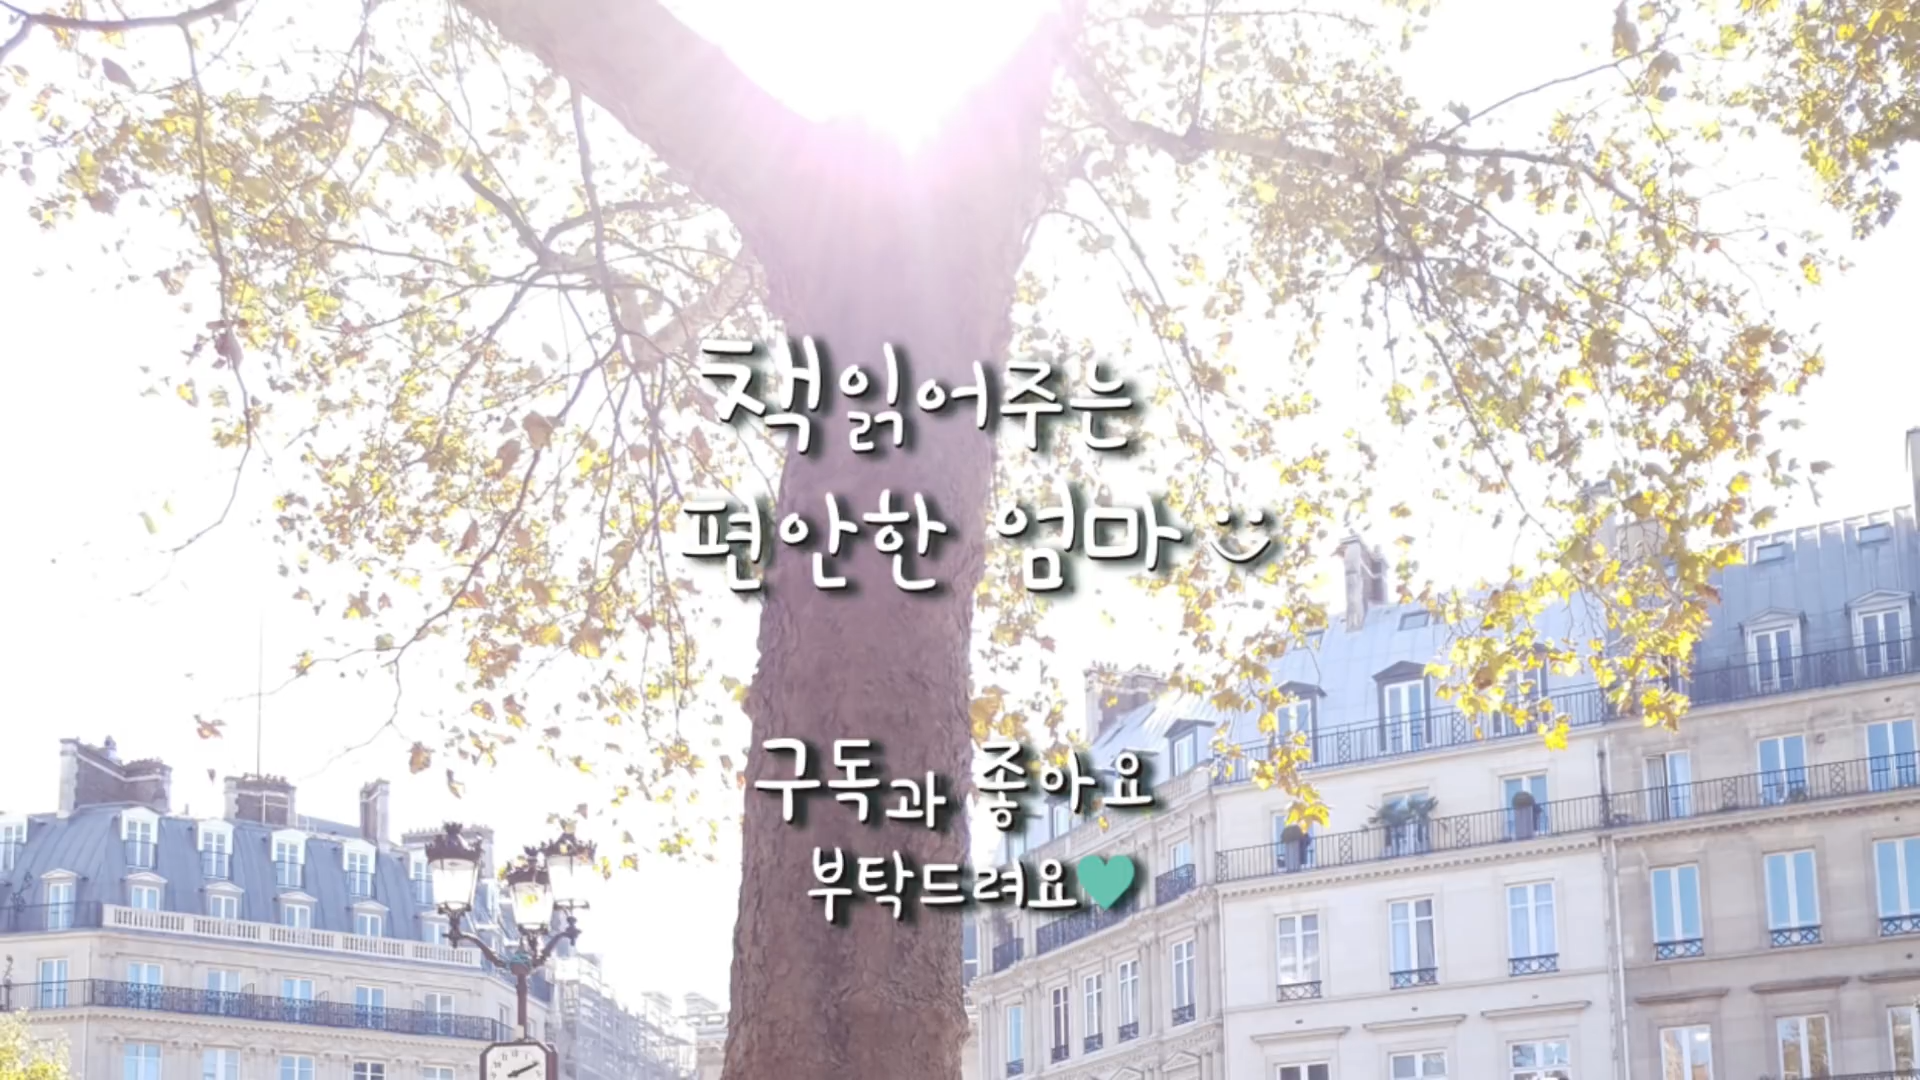 책읽어주는
편안한 엄마
구독과 좋아요
부탁드려요